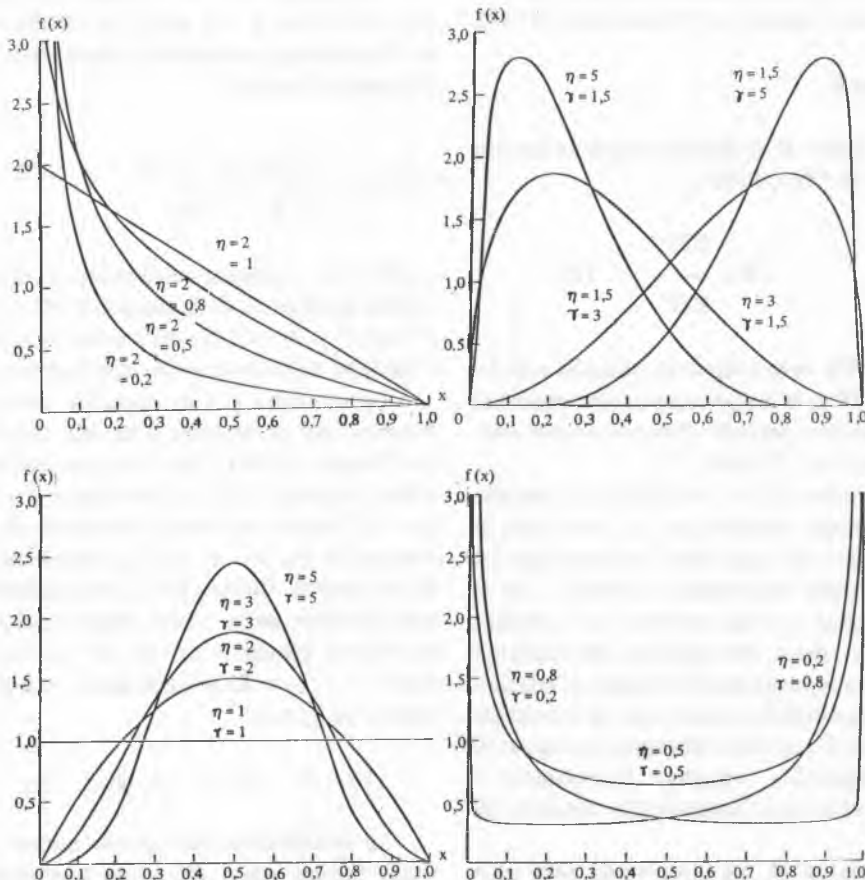 f (x)
3,0
2,5
2,0
1,5
1,0
0,5
η = 2
= 1
η = 2
0,8
η = 2
= 0,5
η = 2
= 0,2
x
0 0,1 0,2 0,3 0,4 0,5 0,6 0,7 0,8 0,9 1,0
f (x)
3,0
2,5
2,0
1,5
1,0
0,5
η = 5
γ = 1,5
η = 1,5
γ = 5
η = 1,5
γ = 3
η = 3
γ = 1,5
0 0,1 0,2 0,3 0,4 0,5 0,6 0,7 0,8 0,9 1,0
f (x)
3,0
2,5
2,0
1,5
1,0
0,5
η = 5
γ = 5
η = 3
γ = 3
η = 2
γ = 2
η = 1
γ = 1
x
0 0,1 0,2 0,3 0,4 0,5 0,6 0,7 0,8 0,9 1,0
f (x)
3,0
2,5
2,0
1,5
1,0
0,5
η = 0,8
γ = 0,2
η = 0,2
γ = 0,8
η = 0,5
γ = 0,5
0 0,1 0,2 0,3 0,4 0,5 0,6 0,7 0,8 0,9 1,0